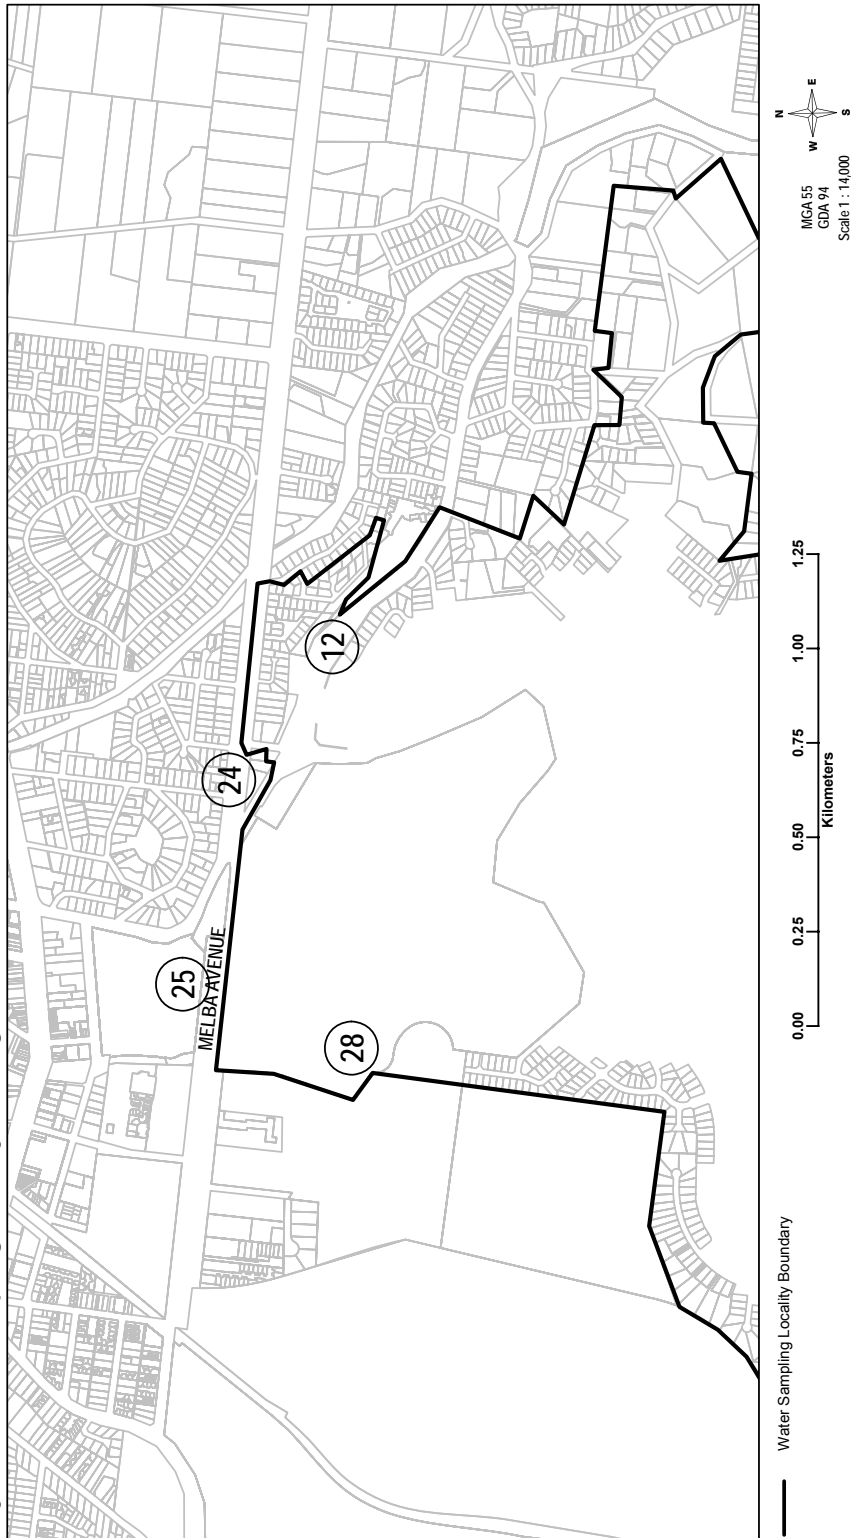 12
24
25
MELBA AVENUE
28
N
E
W
S
MGA 55
GDA 94
Scale 1 : 14,000
0.00
0.25
0.50
0.75
1.00
1.25
Kilometers
Water Sampling Locality Boundary